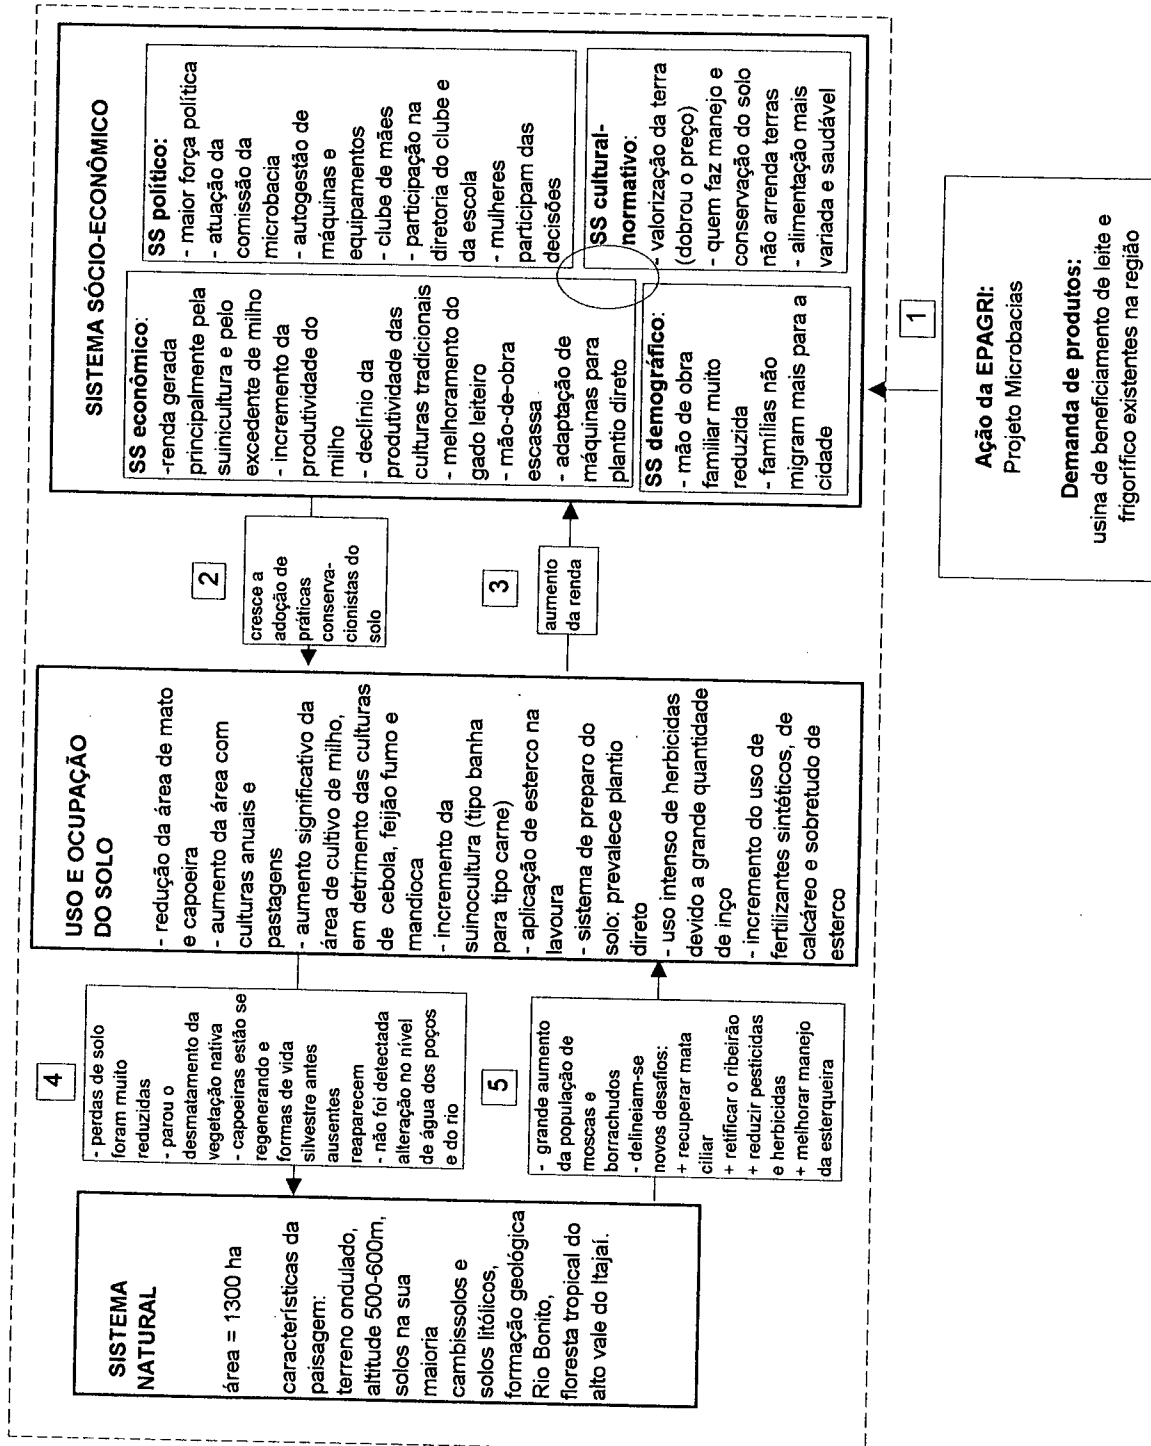 SISTEMA
NATURAL
área = 1300 ha
características da
paisagem:
terreno ondulado,
altitude 500-600m,
solos na sua
maioria
cambissolos e
solos litólicos,
formação geológica
Rio Bonito,
floresta tropical do
alto vale do Itajaí.
4
- perdas de solo
foram muito
reduzidas
- parou o
desmatamento da
vegetação nativa
- capoeiras estão se
regenerando e
formas de vida
silvestre antes
ausentes
reaparecem
- não foi detectada
alteração no nível
de água dos poços
e do rio
5
- grande aumento
da população de
moscas e
borrachudos
- delineiam-se
novos desafios:
+ recuperar mata
ciliar
+ retificar o ribeirão
+ reduzir pesticidas
e herbicidas
+ melhorar manejo
da esterqueira
USO E OCUPAÇÃO
DO SOLO
- redução da área de mato
e capoeira
- aumento da área com
culturas anuais e
pastagens
- aumento significativo da
área de cultivo de milho,
em detrimento das culturas
de cebola, feijão fumo e
mandioca
- incremento da
suinocultura (tipo banha
para tipo carne)
- aplicação de esterco na
lavoura
- sistema de preparo do
solo: prevalece plantio
direto
- uso intenso de herbicidas
devido a grande quantidade
de inço
- incremento do uso de
fertilizantes sintéticos, de
calcáreo e sobretudo de
esterco
2
cresce a
adoção de
práticas
conserva-
cionistas do
solo
3
aumento
da renda
SISTEMA SÓCIO-ECONÔMICO
SS econômico:
-renda gerada
principalmente pela
suinicultura e pelo
excedente de milho
- incremento da
produtividade do
milho
- declínio da
produtividade das
culturas tradicionais
- melhoramento do
gado leiteiro
- mão-de-obra
escassa
- adaptação de
máquinas para
plantio direto
SS político:
- maior força política
- atuação da
comissão da
microbacia
- autogestão de
máquinas e
equipamentos
- clube de mães
- participação na
diretoria do clube e
da escola
- mulheres
participam das
decisões
SS demográfico:
- mão de obra
familiar muito
reduzida
- famílias não
migram mais para a
cidade
SS cultural-
normativo:
- valorização da terra
(dobrou o preço)
- quem faz manejo e
conservação do solo
não arrenda terras
- alimentação mais
variada e saudável
1
Ação da EPAGRI:
Projeto Microbacias
Demanda de produtos:
usina de beneficiamento de leite e
frigorífico existentes na região